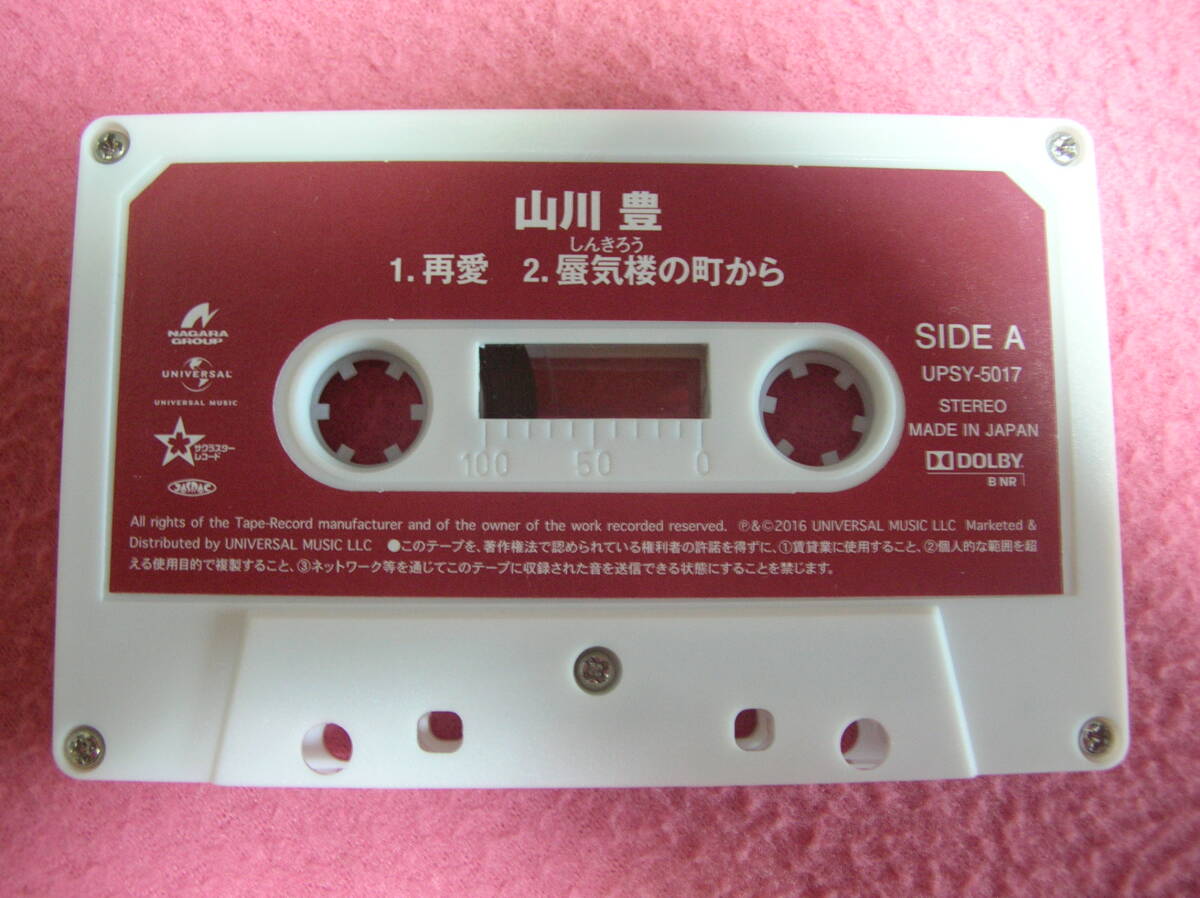 山川 豊
しんきろう
1. 再愛 2. 蜃気楼の町から
NAGARA
GROUP
UNIVERSAL
UNIVERSAL MUSIC
サクラスター
レコード
SIDE A
UPSY-5017
STEREO
MADE IN JAPAN
DOLBY
B NR
100 50 0
All rights of the Tape-Record manufacturer and of the owner of the work recorded reserved. ℗&©2016 UNIVERSAL MUSIC LLC Marketed &
Distributed by UNIVERSAL MUSIC LLC ●このテープを、著作権法で認められている権利者の許諾を得ずに、①賃貸業に使用すること、②個人的な範囲を超
える使用目的で複製すること、③ネットワーク等を通じてこのテープに収録された音を送信できる状態にすることを禁じます。